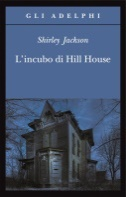 GLI ADELPHI
Shirley Jackson
L'incubo di Hill House